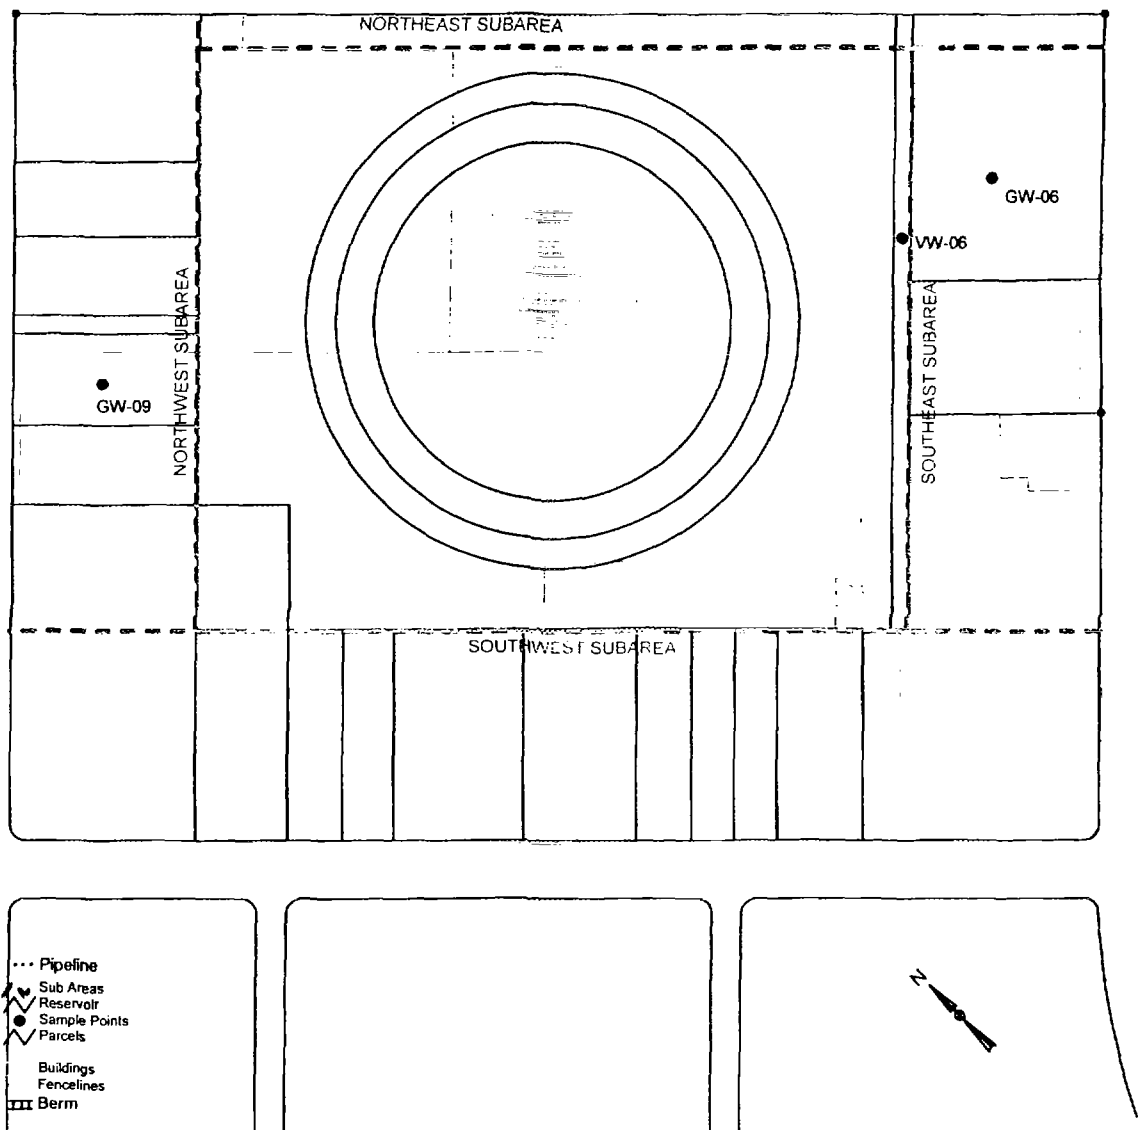 NORTHEAST SUBAREA
GW-06
VW-06
NORTHWEST SUBAREA
SOUTHEAST SUBAREA
GW-09
SOUTHWEST SUBAREA
Pipeline
Sub Areas
Reservoir
Sample Points
Parcels
Buildings
Fencelines
Berm
N